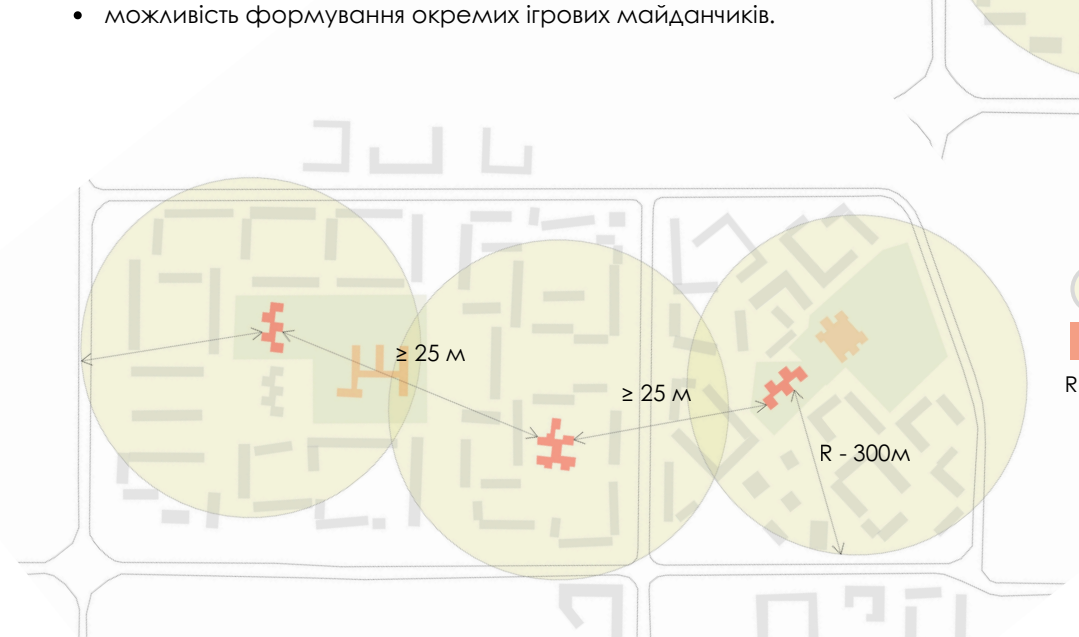 • можливість формування окремих ігрових майданчиків.
≥ 25 м
≥ 25 м
R
R - 300м